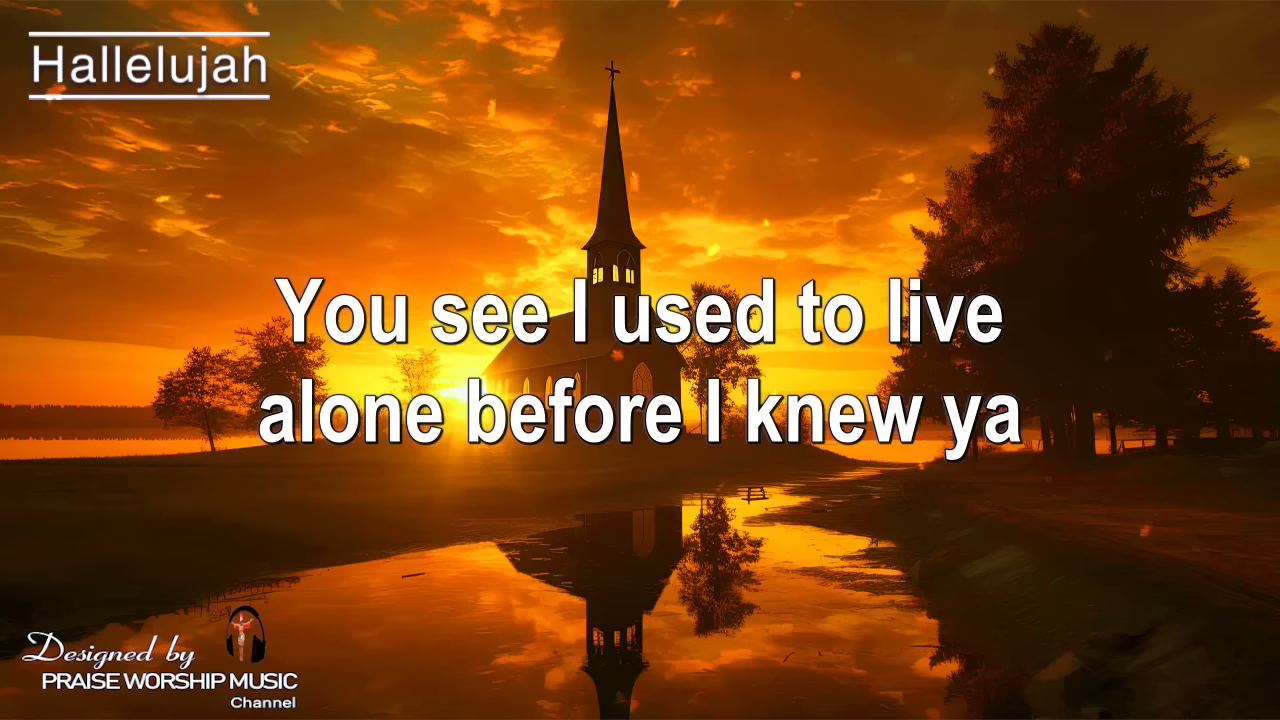 Hallelujah
You see I used to live
alone before I knew ya
Designed by
PRAISE WORSHIP MUSIC
Channel